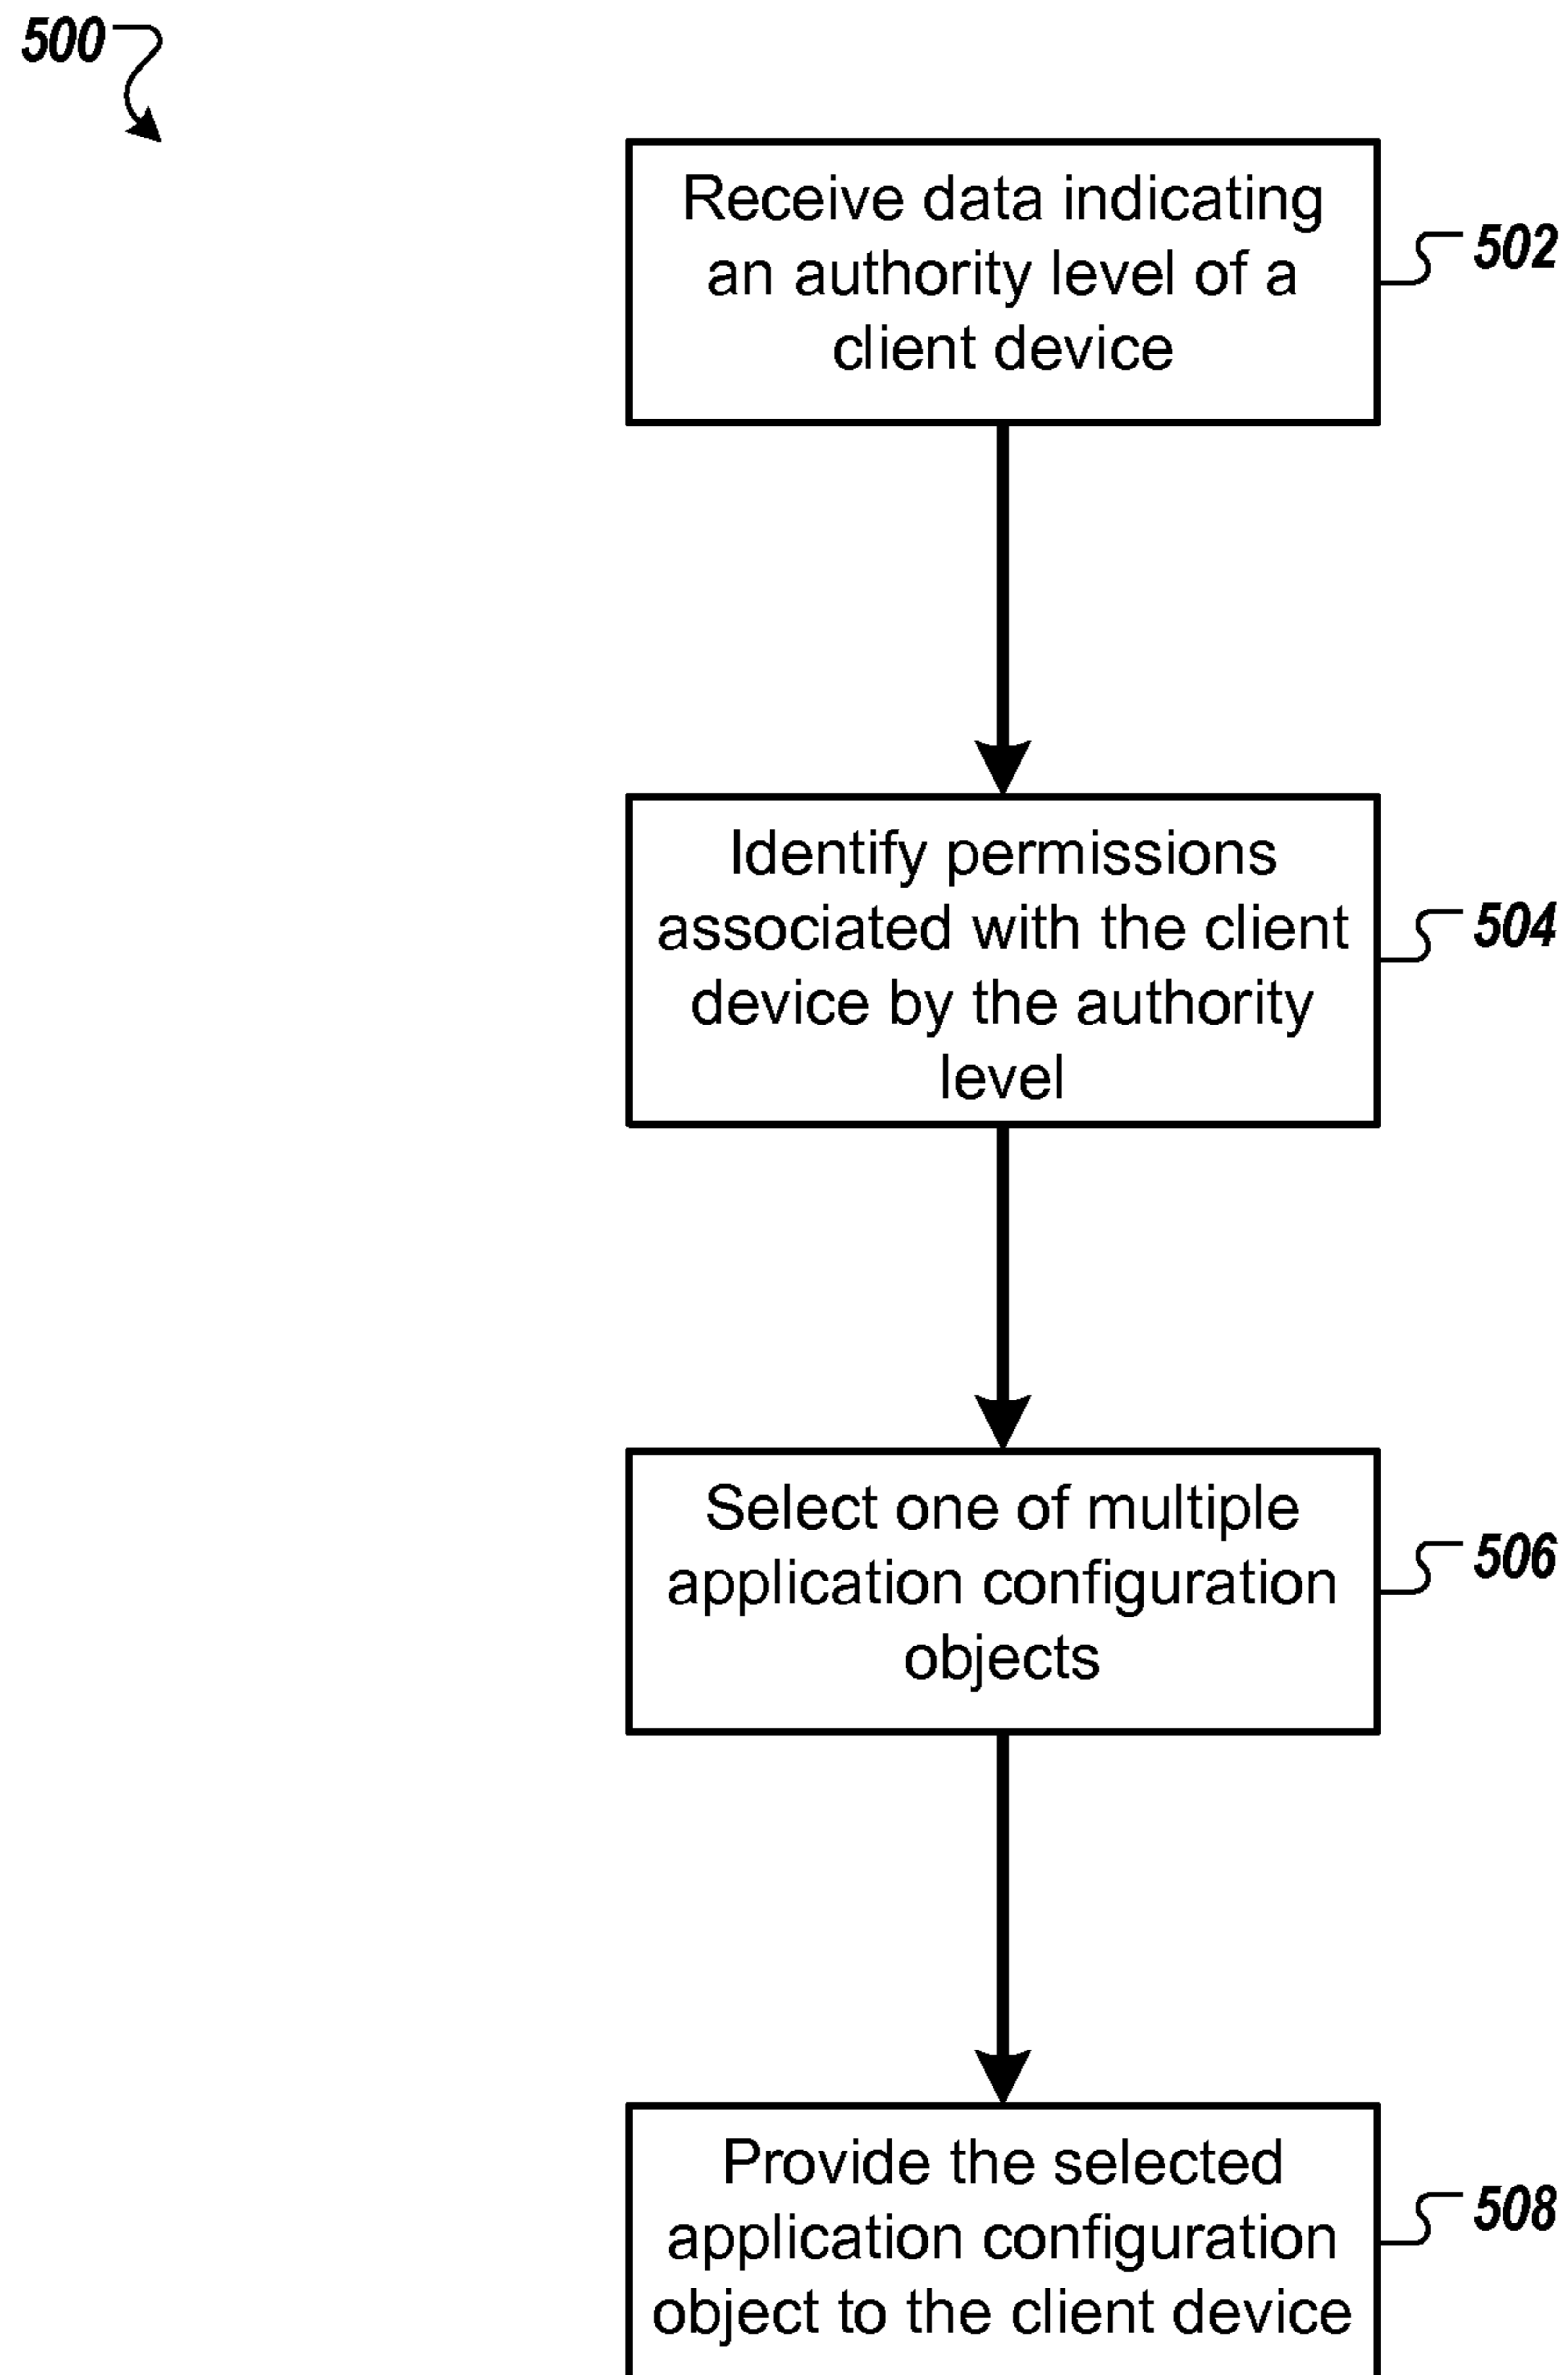 500
Receive data indicating
an authority level of a
client device
502
Identify permissions
associated with the client
device by the authority
level
504
Select one of multiple
application configuration
objects
506
Provide the selected
application configuration
object to the client device
508